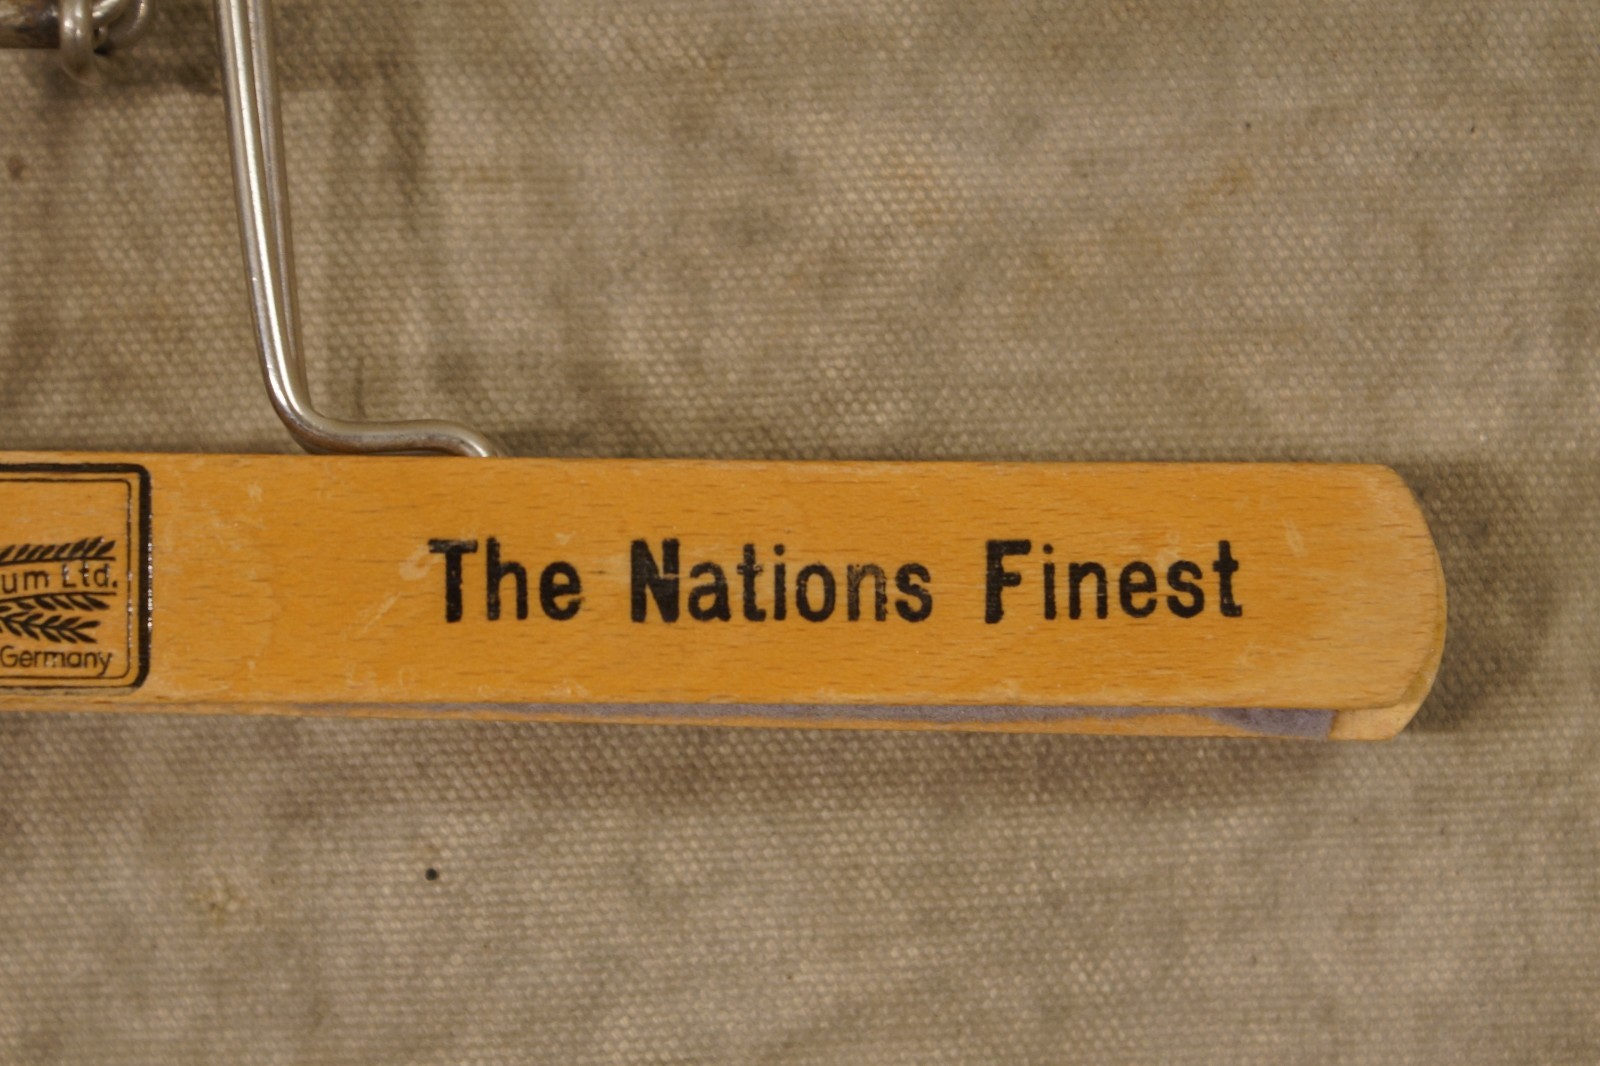 um Ltd.
Germany
The Nations Finest